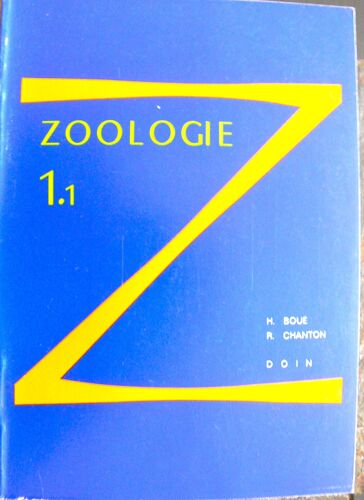 ZOOLOGIE
1.1
H. BOUE
R. CHANTON
DOIN